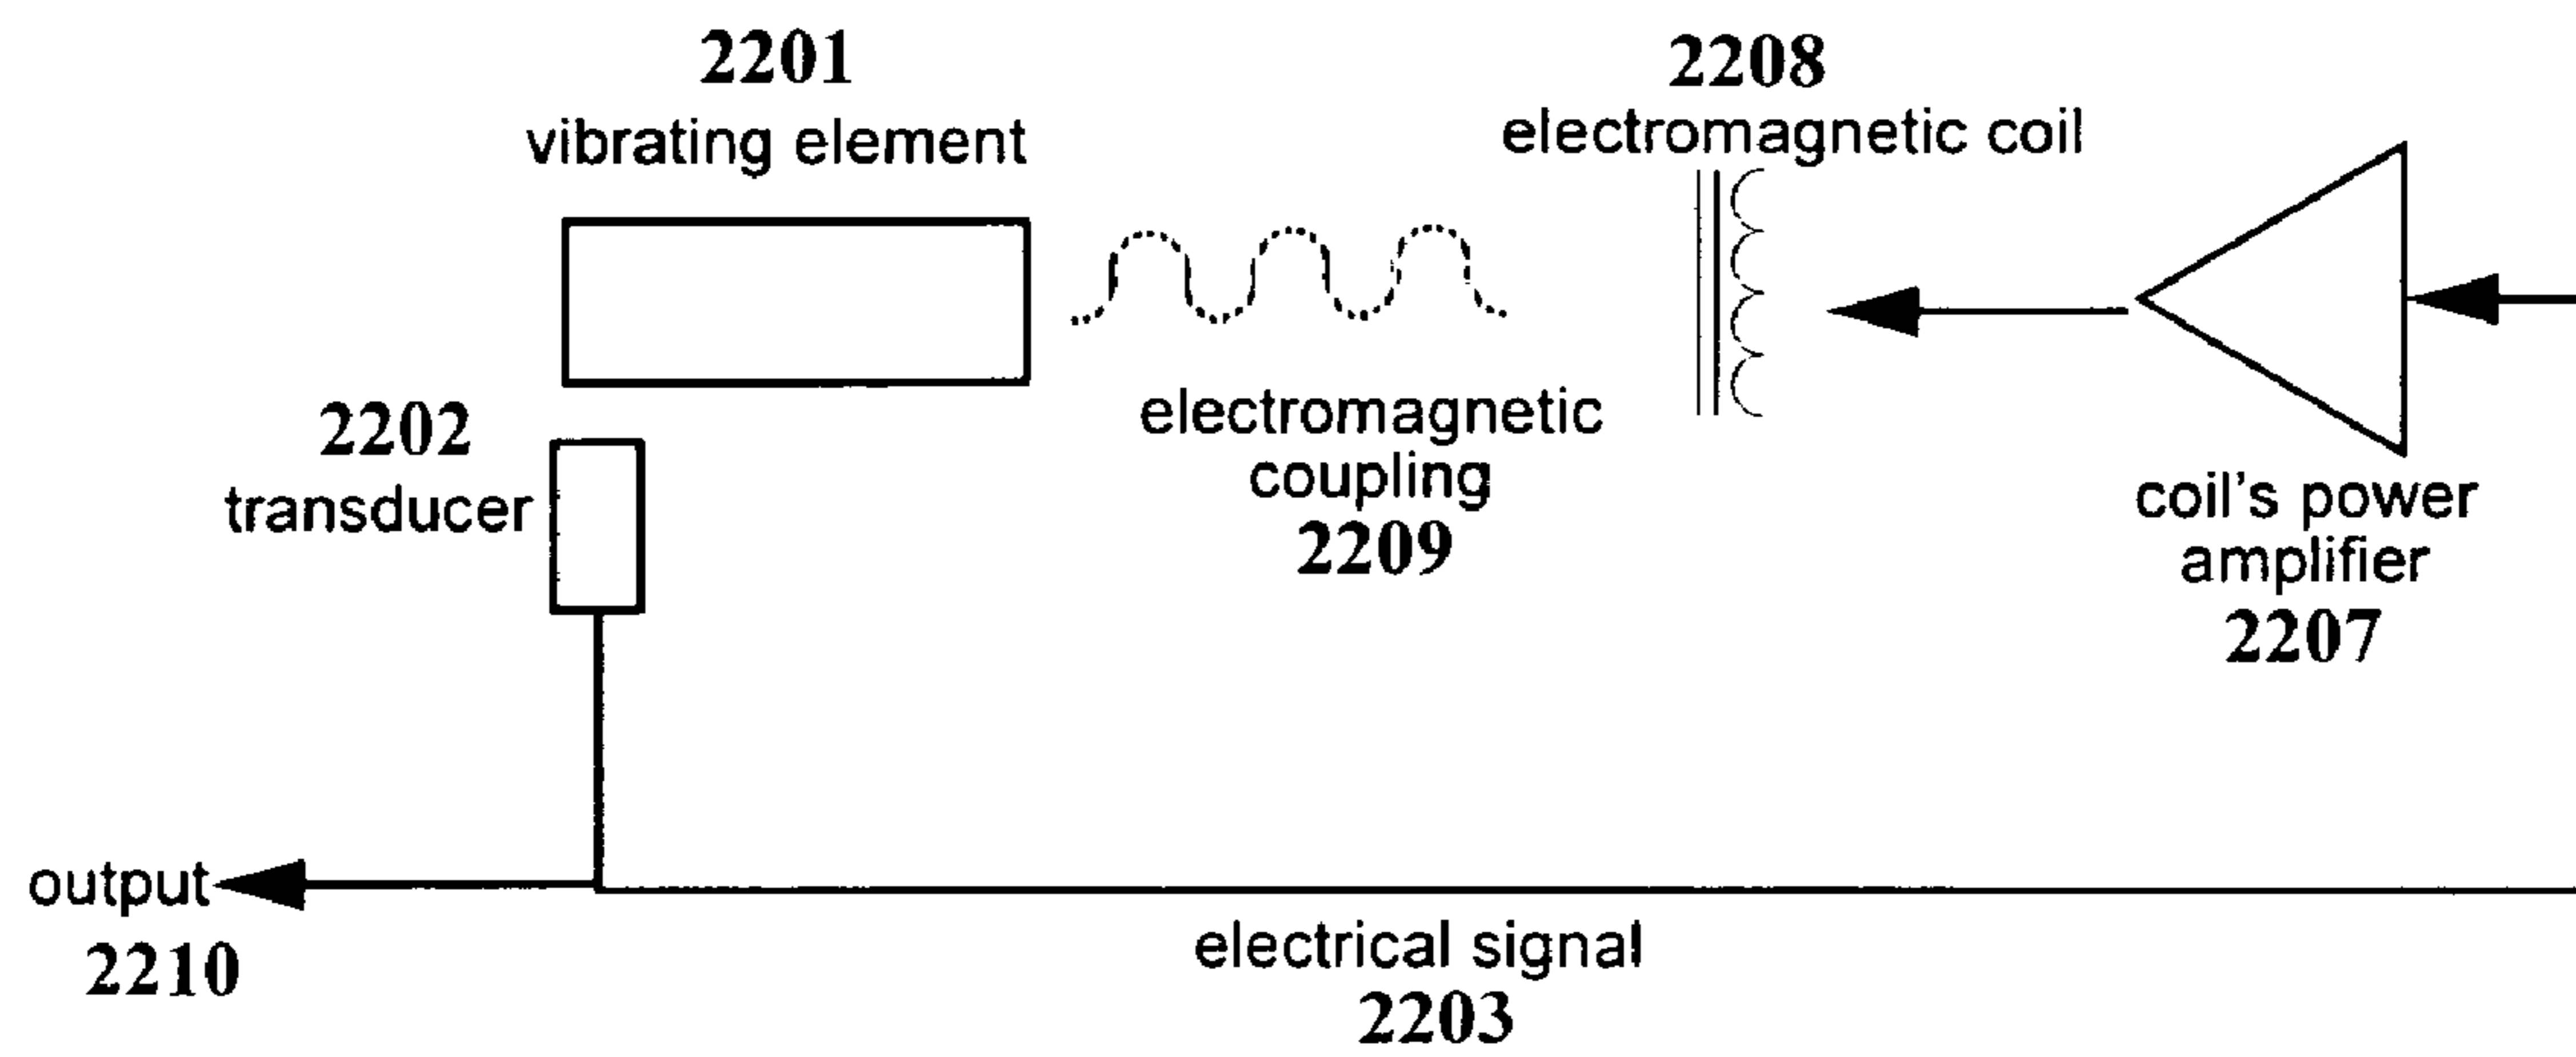 2201
vibrating element
2208
electromagnetic coil
2202
transducer
electromagnetic
coupling
2209
coil's power
amplifier
2207
output
2210
electrical signal
2203